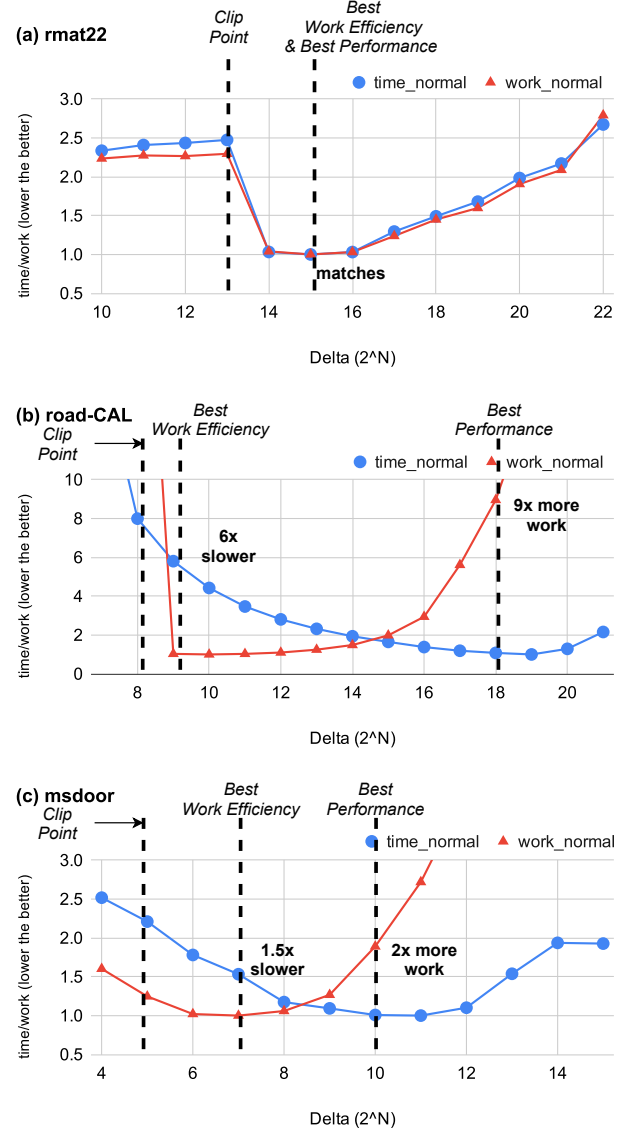 Best
Clip
Work Efficiency
(a) rmat22
Point
& Best Performance
time_normal
work_normal
3.0
2.5
2.0
1.5
1.0
0.5
time/work (lower the better)
matches
10
12
14
16
18
20
22
Delta (2^N)
(b) road-CAL
Best
Work Efficiency
Best
Performance
Clip
Point
time_normal
work_normal
10
8
6
4
2
0
time/work (lower the better)
6x
slower
9x more
work
8
10
12
14
16
18
20
Delta (2^N)
(c) msdoor
Best
Work Efficiency
Best
Performance
Clip
Point
time_normal
work_normal
3.0
2.5
2.0
1.5
1.0
0.5
time/work (lower the better)
1.5x
slower
2x more
work
4
6
8
10
12
14
Delta (2^N)